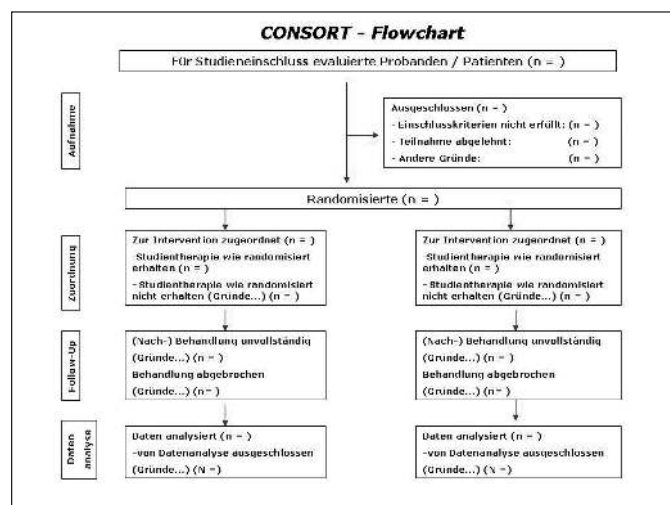 CONSORT - Flowchart
Für Studieneinschluss evaluierte Probanden / Patienten (n = )
Aufnahme
Ausgeschlossen (n = )
- Einschlusskriterien nicht erfüllt: (n = )
- Teilnahme abgelehnt: (n = )
- Andere Gründe: (n = )
Randomisierte (n = )
Zuordnung
Zur Intervention zugeordnet (n = )
-Studientherapie wie randomisiert
erhalten (n = )
- Studientherapie wie randomisiert
nicht erhalten (Gründe...) (n = )
Zur Intervention zugeordnet (n = )
-Studientherapie wie randomisiert
erhalten (n = )
- Studientherapie wie randomisiert
nicht erhalten (Gründe...) (n = )
Follow-Up
(Nach-) Behandlung unvollständig
(Gründe...) (n = )
Behandlung abgebrochen
(Gründe...) (n = )
(Nach-) Behandlung unvollständig
(Gründe...) (n = )
Behandlung abgebrochen
(Gründe...) (n = )
Daten
analyse
Daten analysiert (n = )
-von Datenanalyse ausgeschlossen
(Gründe...) (N = )
Daten analysiert (n = )
-von Datenanalyse ausgeschlossen
(Gründe...) (N = )